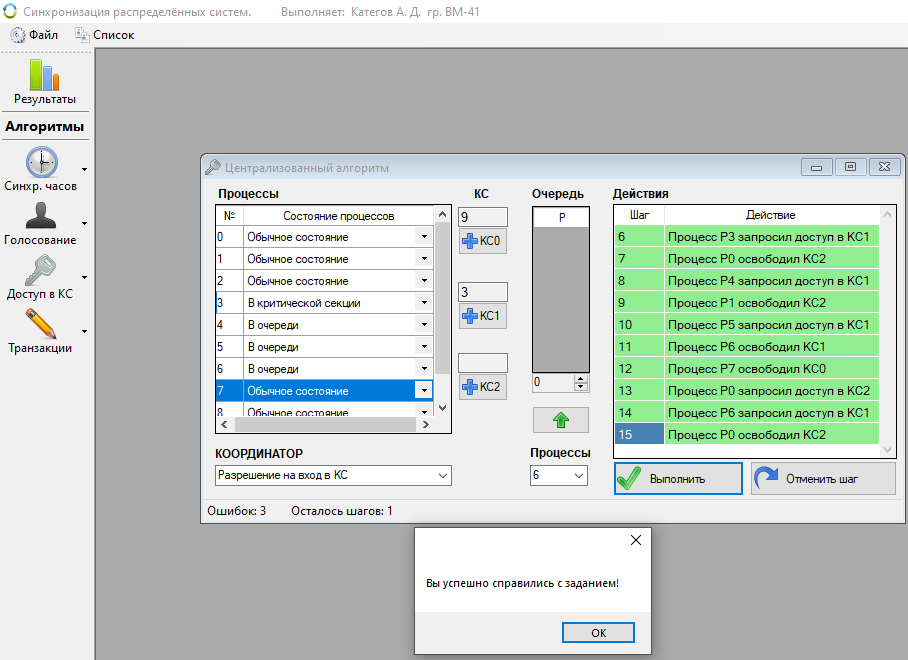 Синхронизация распределённых систем. Выполняет: Категов А. Д. гр. ВМ-41
Файл Список
Результаты
Алгоритмы
Синхр. часов
Голосование
Доступ в КС
Транзакции
Централизованный алгоритм
Процессы КС Очередь Действия
№ Состояние процессов
0 Обычное состояние
1 Обычное состояние
2 Обычное состояние
3 В критической секции
4 В очереди
5 В очереди
6 В очереди
7 Обычное состояние
8 Обычное состояние
КООРДИНАТОР
Разрешение на вход в КС
9
КС0
3
КС1
КС2
P
0
Процессы
6
Шаг Действие
6 Процесс P3 запросил доступ в КС1
7 Процесс P0 освободил КС2
8 Процесс P4 запросил доступ в КС1
9 Процесс P1 освободил КС2
10 Процесс P5 запросил доступ в КС1
11 Процесс P6 освободил КС1
12 Процесс P7 освободил КС0
13 Процесс P0 запросил доступ в КС2
14 Процесс P6 запросил доступ в КС1
15 Процесс P0 освободил КС2
Выполнить Отменить шаг
Ошибок: 3 Осталось шагов: 1
Вы успешно справились с заданием!
ОК